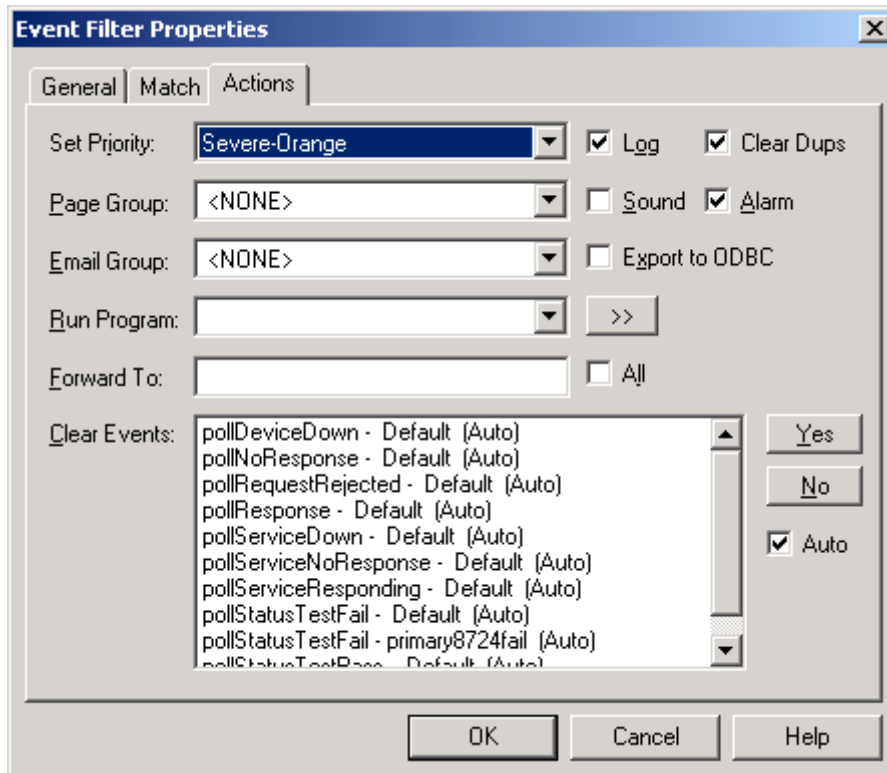 Event Filter Properties
General Match Actions
Set Priority: Severe-Orange Log Clear Dups
Page Group: <NONE> Sound Alarm
Email Group: <NONE> Export to ODBC
Run Program: >>
Forward To: All
Clear Events: pollDeviceDown - Default (Auto) Yes
pollNoResponse - Default (Auto)
pollRequestRejected - Default (Auto) No
pollResponse - Default (Auto)
pollServiceDown - Default (Auto) Auto
pollServiceNoResponse - Default (Auto)
pollServiceResponding - Default (Auto)
pollStatusTestFail - Default (Auto)
pollStatusTestFail - primary8724fail (Auto)
pollStatusTestPass - Default (Auto)
OK Cancel Help